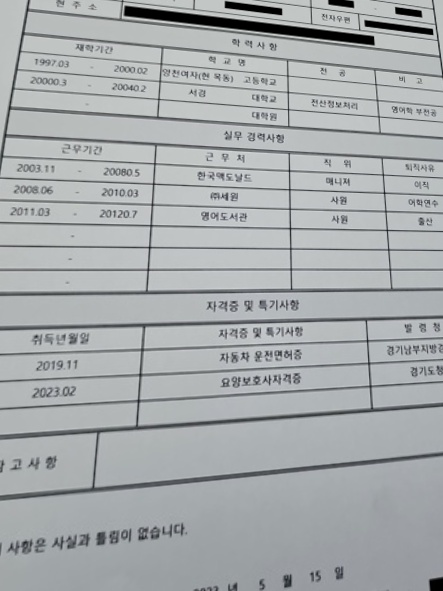 현 주 소 전자우편
학력사항
재학기간 학 교 명 전 공 비 고
1997.03 - 2000.02 양천여자(현 목동) 고등학교
20000.3 - 20040.2 서경 대학교 전산정보처리 영어학 부전공
- 대학원
실무 경력사항
근무기간 근 무 처 직 위 퇴직사유
2003.11 - 20080.5 한국맥도날드 매니저 이직
2008.06 - 2010.03 ㈜세원 사원 어학연수
2011.03 - 20120.7 영어도서관 사원 출산
-
-
-
자격증 및 특기사항
취득년월일 자격증 및 특기사항 발 령 청
2019.11 자동차 운전면허증 경기남부지방경
2023.02 요양보호사자격증 경기도청
고 사 항
사항은 사실과 틀림이 없습니다.
2023 년 5 월 15 일